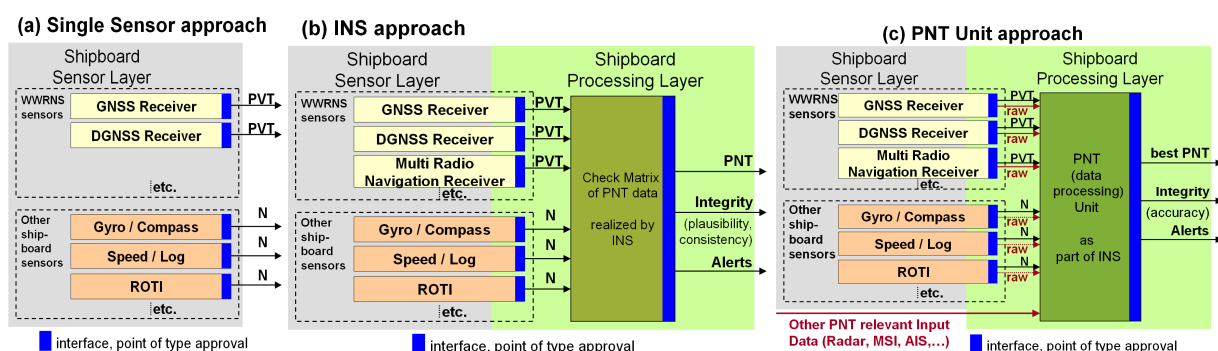 (a) Single Sensor approach
Shipboard
Sensor Layer
WWRNS
sensors
GNSS Receiver
PVT
DGNSS Receiver
PVT
etc.
Other
ship-
board
sensors
Gyro / Compass
N
Speed / Log
N
ROTI
N
etc.
interface, point of type approval
(b) INS approach
Shipboard
Sensor Layer
Shipboard
Processing Layer
WWRNS
sensors
GNSS Receiver
PVT
DGNSS Receiver
PVT
Multi Radio
Navigation Receiver
PVT
etc.
Other
shipboard
sensors
Gyro / Compass
N
Speed / Log
N
ROTI
N
etc.
Check Matrix
of PNT data
realized by
INS
PNT
Integrity
(plausibility,
consistency)
Alerts
interface, point of type approval
(c) PNT Unit approach
Shipboard
Sensor Layer
Shipboard
Processing Layer
WWRNS
sensors
GNSS Receiver
PVT
raw
DGNSS Receiver
PVT
raw
Multi Radio
Navigation Receiver
PVT
raw
etc.
Other
ship-
board
sensors
Gyro / Compass
N
raw
Speed / Log
N
raw
ROTI
N
raw
etc.
PNT
(data
processing)
Unit
as
part of INS
best PNT
Integrity
(accuracy)
Alerts
Other PNT relevant Input
Data (Radar, MSI, AIS,...)
interface, point of type approval